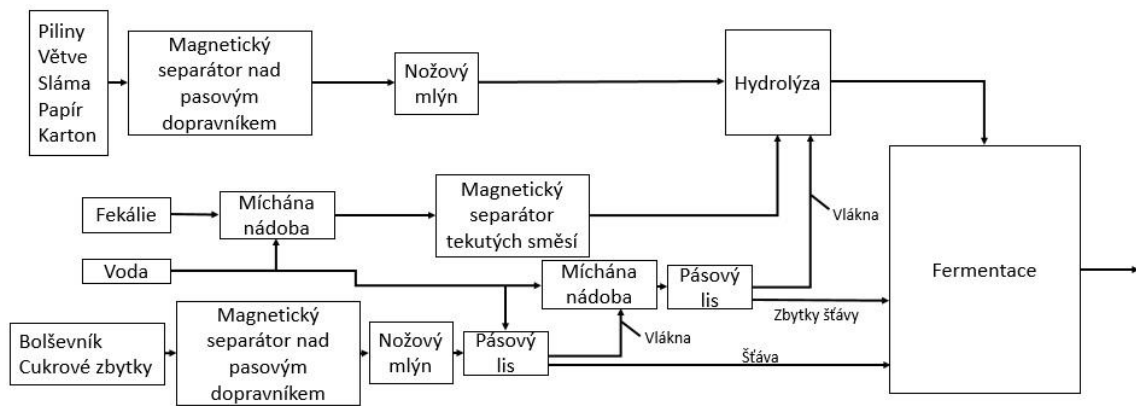 Piliny
Větve
Sláma
Papír
Karton
Magnetický
separátor nad
pasovým
dopravníkem
Nožový
mlýn
Hydrolýza
Fekálie
Míchána
nádoba
Magnetický
separátor
tekutých směsí
Vlákna
Voda
Míchána
nádoba
Pásový
lis
Zbytky šťávy
Fermentace
Bolševník
Cukrové zbytky
Magnetický
separátor nad
pasovým
dopravníkem
Nožový
mlýn
Pásový
lis
Vlákna
Šťáva